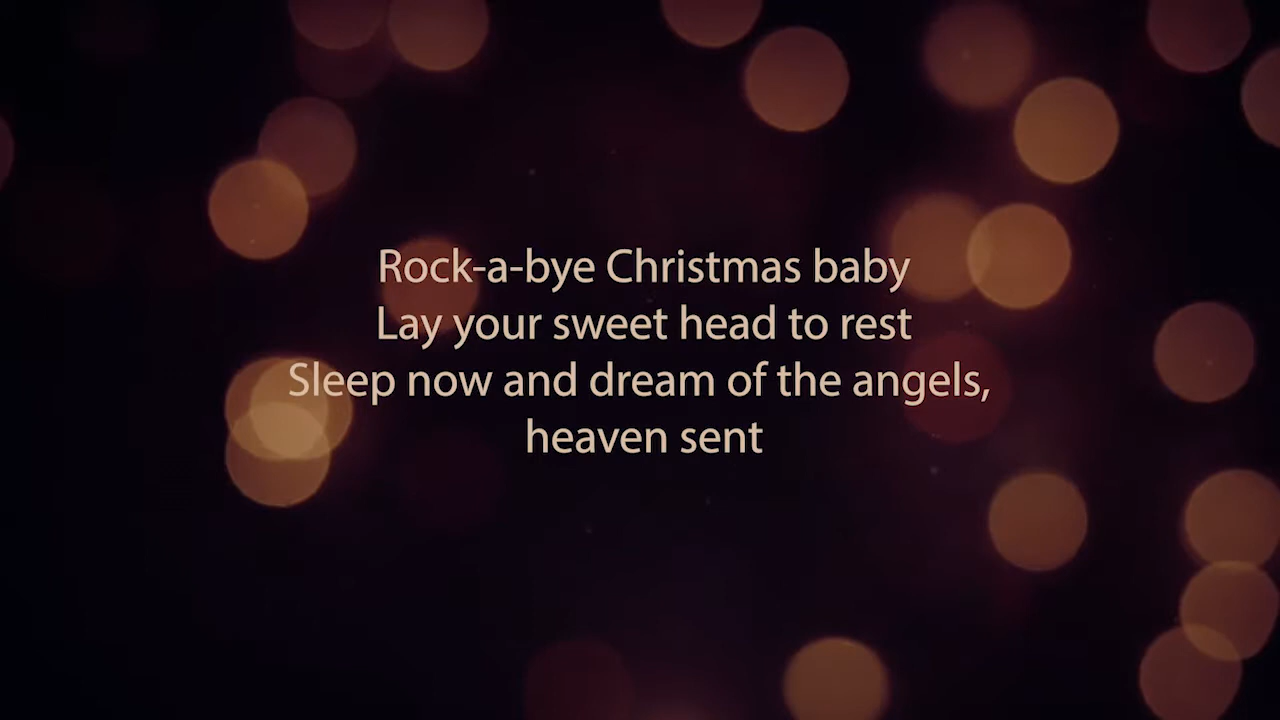 Rock-a-bye Christmas baby
Lay your sweet head to rest
Sleep now and dream of the angels,
heaven sent